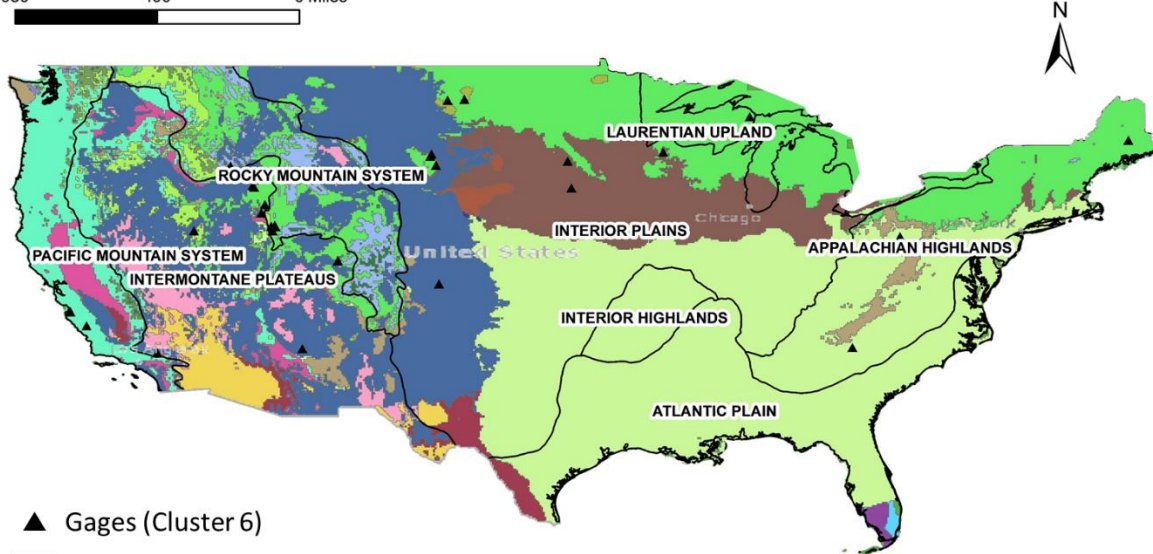 N
LAURENTIAN UPLAND
ROCKY MOUNTAIN SYSTEM
Chicago
INTERIOR PLAINS
APPALACHIAN HIGHLANDS
PACIFIC MOUNTAIN SYSTEM
United States
INTERMONTANE PLATEAUS
INTERIOR HIGHLANDS
ATLANTIC PLAIN
Gages (Cluster 6)